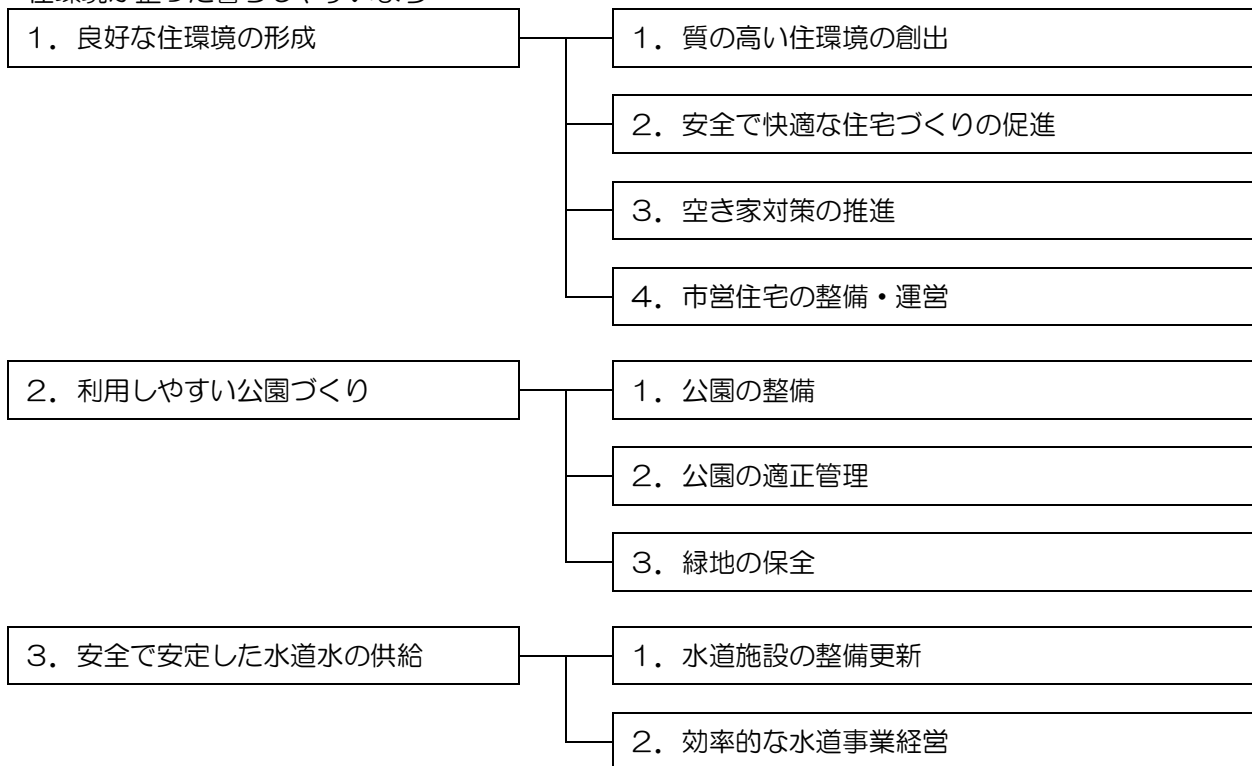 1．良好な住環境の形成
1．質の高い住環境の創出
2．安全で快適な住宅づくりの促進
3．空き家対策の推進
4．市営住宅の整備・運営
2．利用しやすい公園づくり
1．公園の整備
2．公園の適正管理
3．緑地の保全
3．安全で安定した水道水の供給
1．水道施設の整備更新
2．効率的な水道事業経営